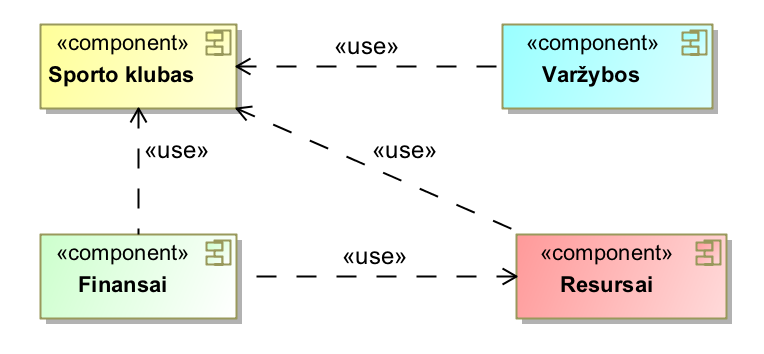 «component»
Sporto klubas
«use»
«component»
Varžybos
«use»
«use»
«component»
Finansai
«use»
«component»
Resursai